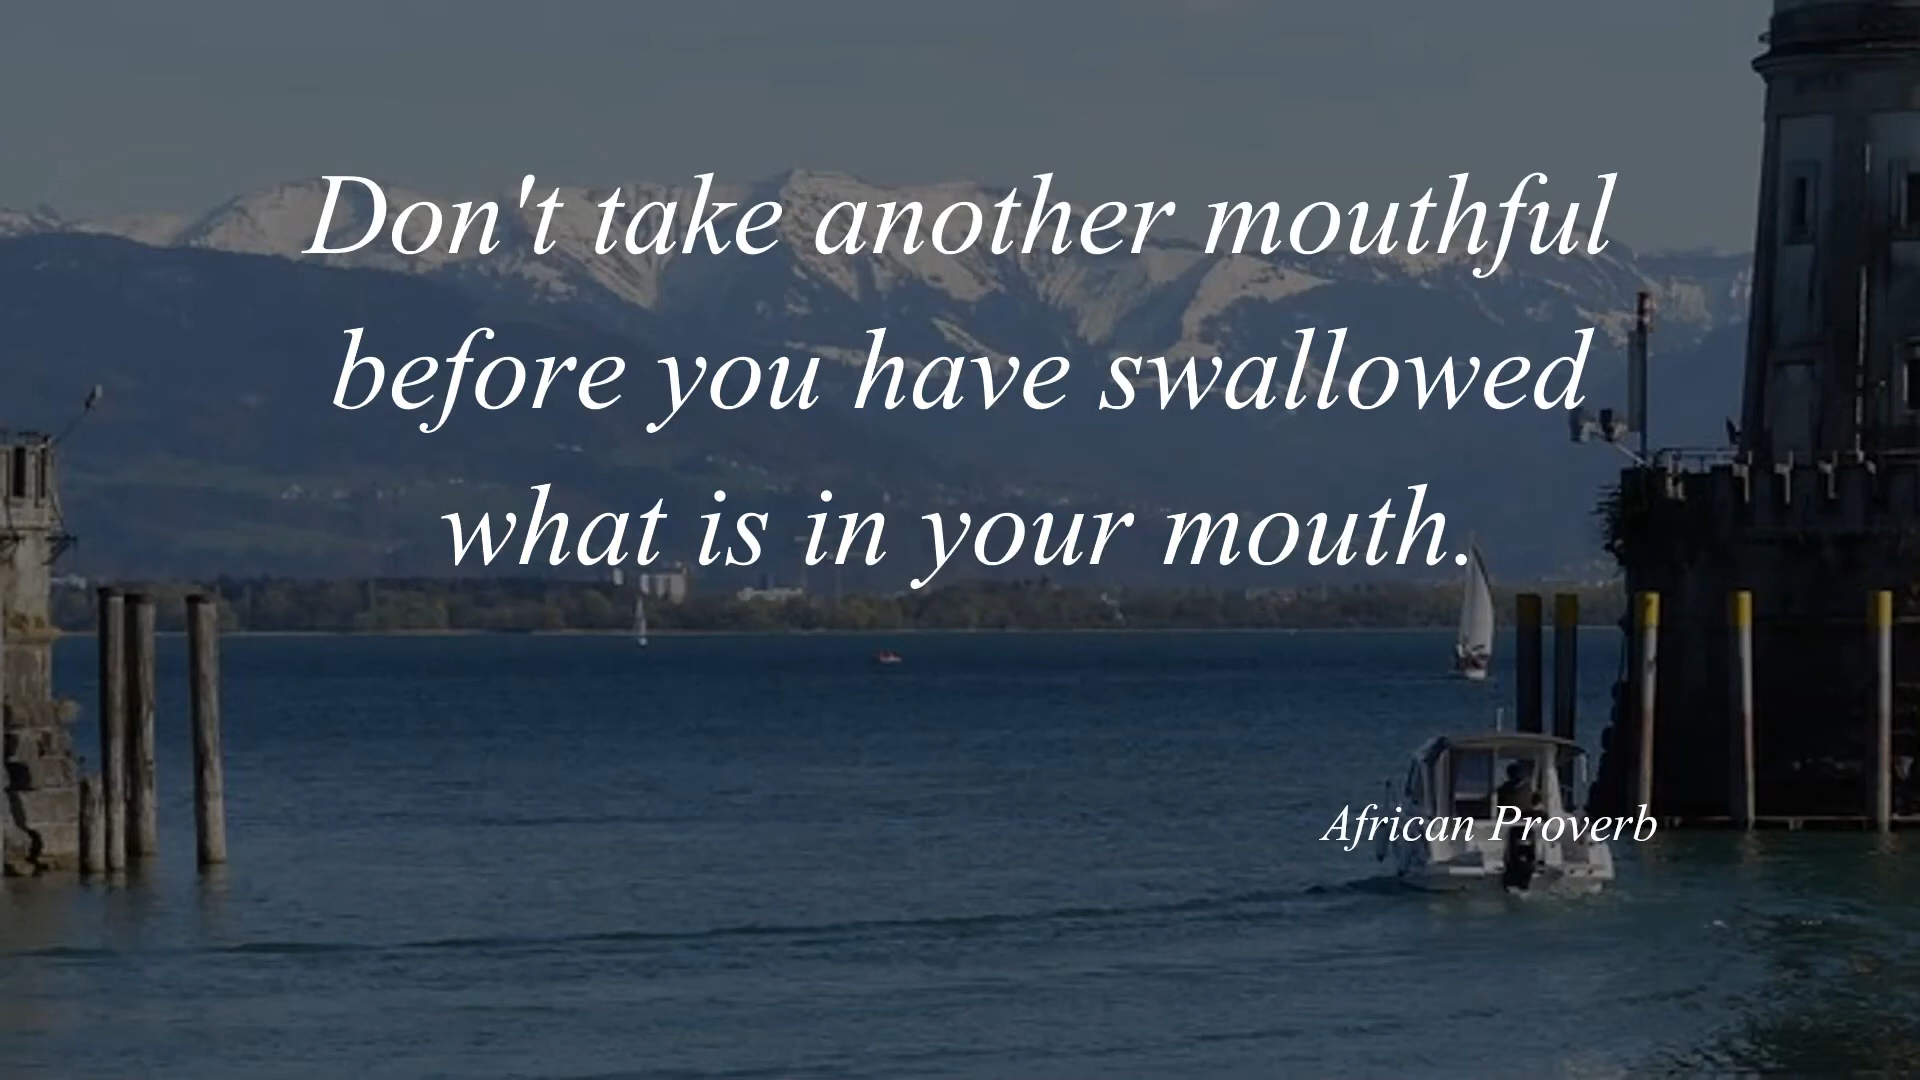 Don't take another mouthful
before you have swallowed
what is in your mouth.
African Proverb